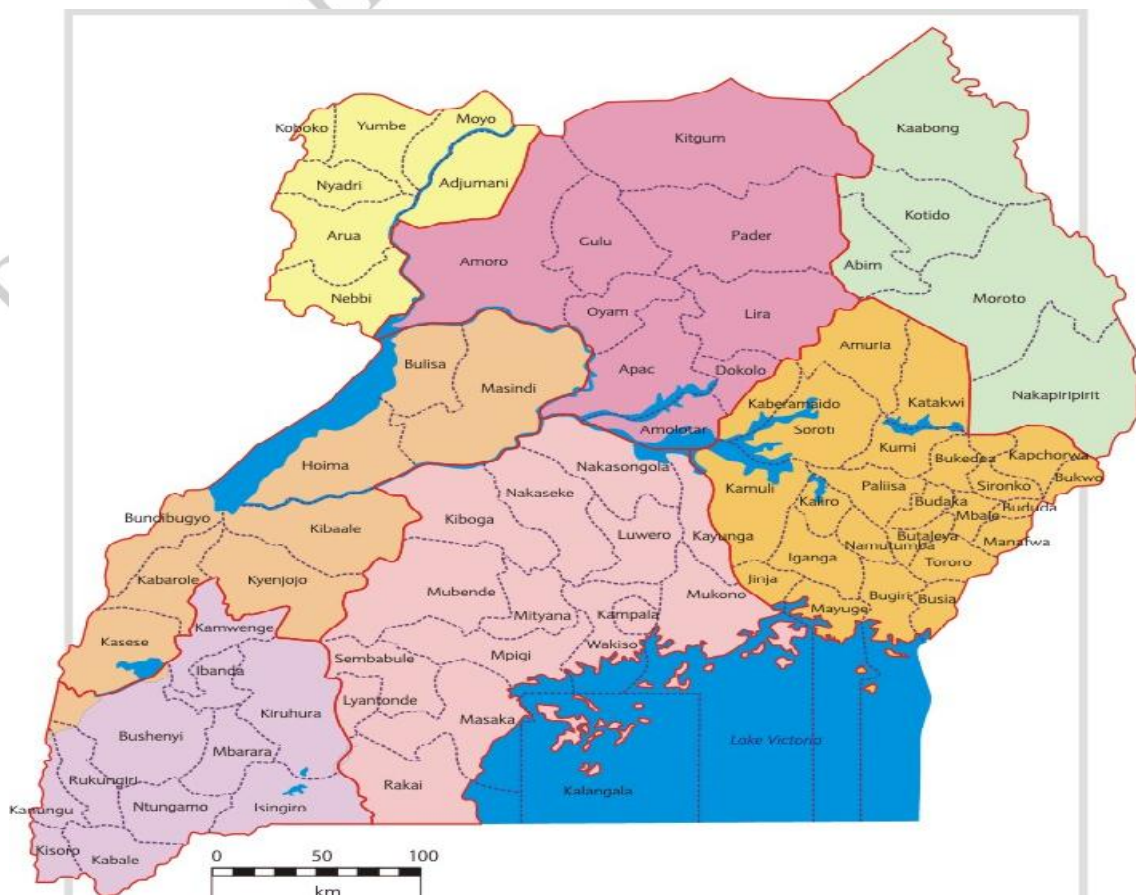 Kaabong
Koboko
Yumbe
Moyo
Kitgum
Nyadri
Adjumani
Kotido
Arua
Gulu
Pader
Amoro
Abim
Nebbi
Moroto
Oyam
Lira
Bulisa
Amuria
Masindi
Apac
Dokolo
Nakapiripirit
Kaberamaido
Katakwi
Amolotar
Soroti
Kumi
Hoima
Nakasongola
Bukedea
Kapchorwa
Bukwo
Kamuli
Paliisa
Sironko
Nakaseke
Kaliro
Budaka
Bududa
Bundibugyo
Kibaale
Kiboga
Mbale
Luwero
Kayunga
Butaleya
Manafwa
Namutumba
Iganga
Tororo
Kabarole
Kyenjojo
Jinja
Mubende
Mukono
Bugiri
Busia
Mityana
Kampala
Mayuge
Kamwenge
Kasese
Wakiso
Sembabule
Mpiqi
Ibanda
Lyantonde
Kiruhura
Masaka
Bushenyi
Mbarara
Lake Victoria
Rukungiri
Rakai
Kalangala
Kanungu
Ntungamo
Isingiro
Kisoro
Kabale
0 50 100
km